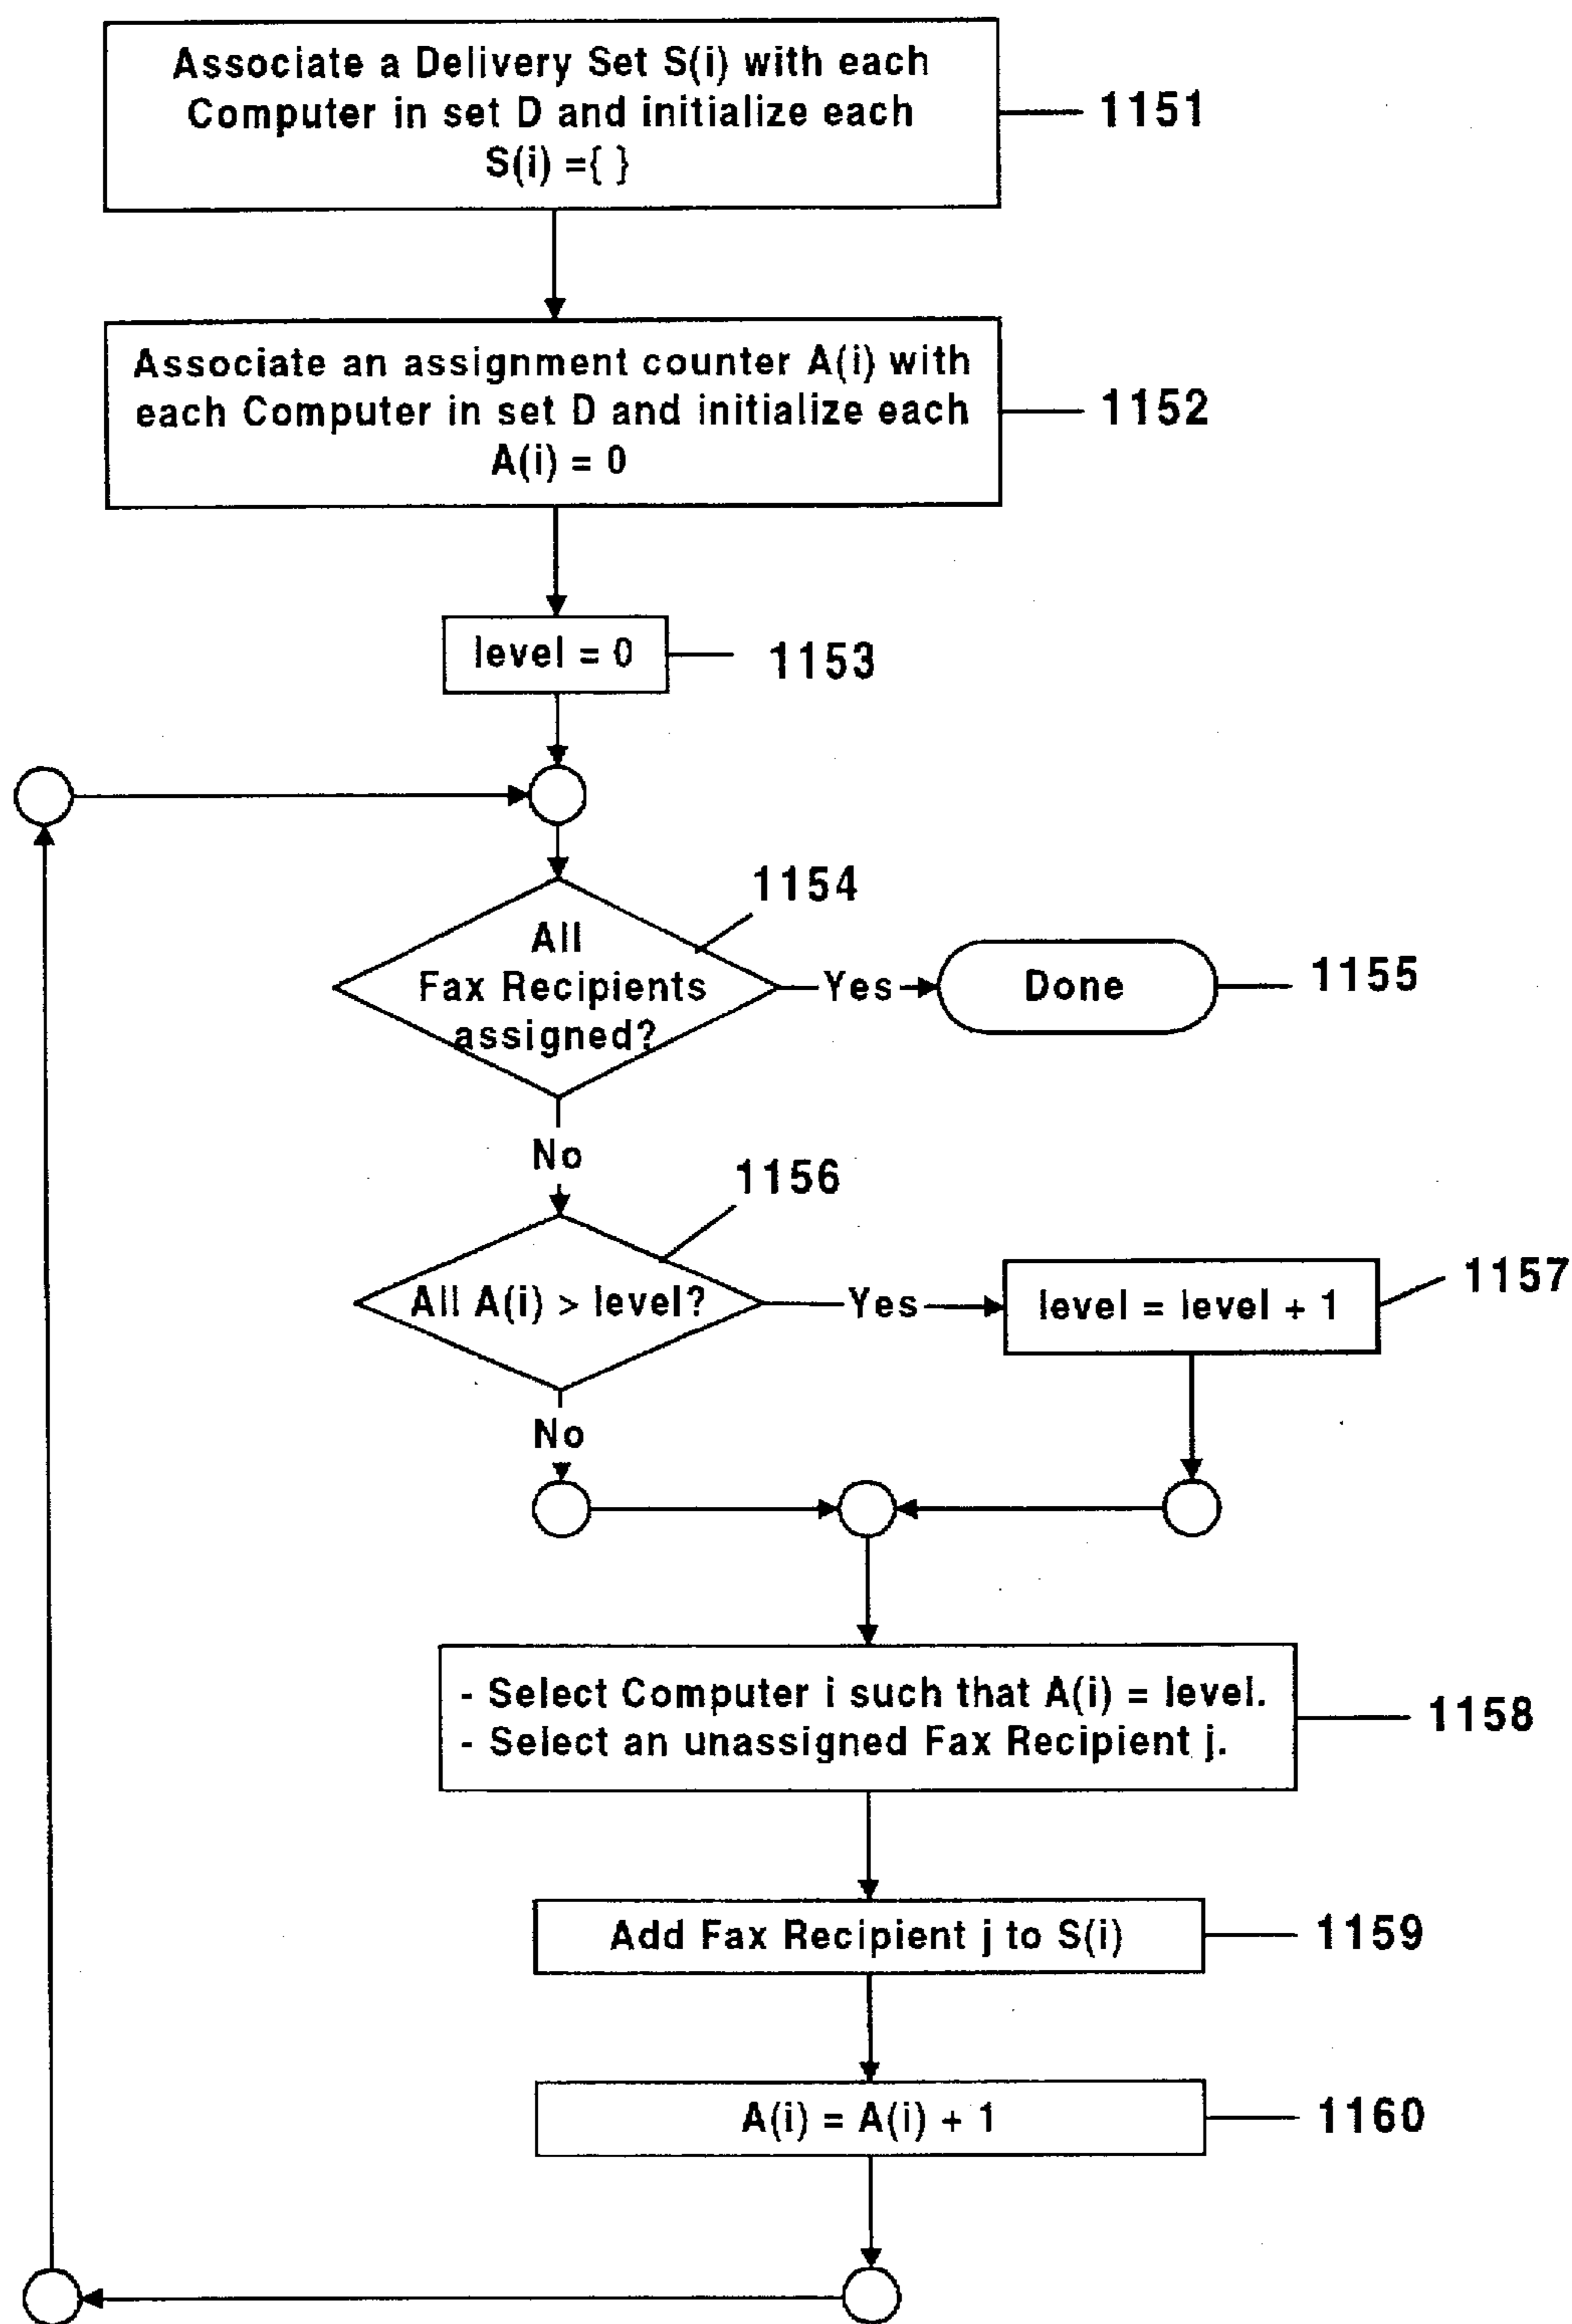 Associate a Delivery Set S(i) with each
Computer in set D and initialize each
S(i) ={ }
1151
Associate an assignment counter A(i) with
each Computer in set D and initialize each
A(i) = 0
1152
level = 0
1153
1154
All
Fax Recipients
assigned?
Yes
Done
1155
No
1156
All A(i) > level?
Yes
level = level + 1
1157
No
- Select Computer i such that A(i) = level.
- Select an unassigned Fax Recipient j.
1158
Add Fax Recipient j to S(i)
1159
A(i) = A(i) + 1
1160